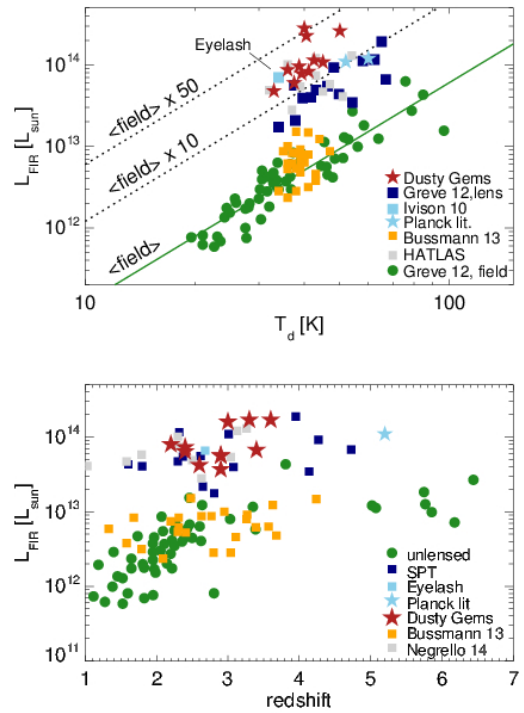 Eyelash
<field> x 50
<field> x 10
<field>
10^14
10^13
10^12
L_FIR [L_sun]
Dusty Gems
Greve 12,lens
Ivison 10
Planck lit.
Bussmann 13
HATLAS
Greve 12, field
10 100
T_d [K]
10^14
10^13
10^12
10^11
L_FIR [L_sun]
unlensed
SPT
Eyelash
Planck lit
Dusty Gems
Bussmann 13
Negrello 14
1 2 3 4 5 6 7
redshift